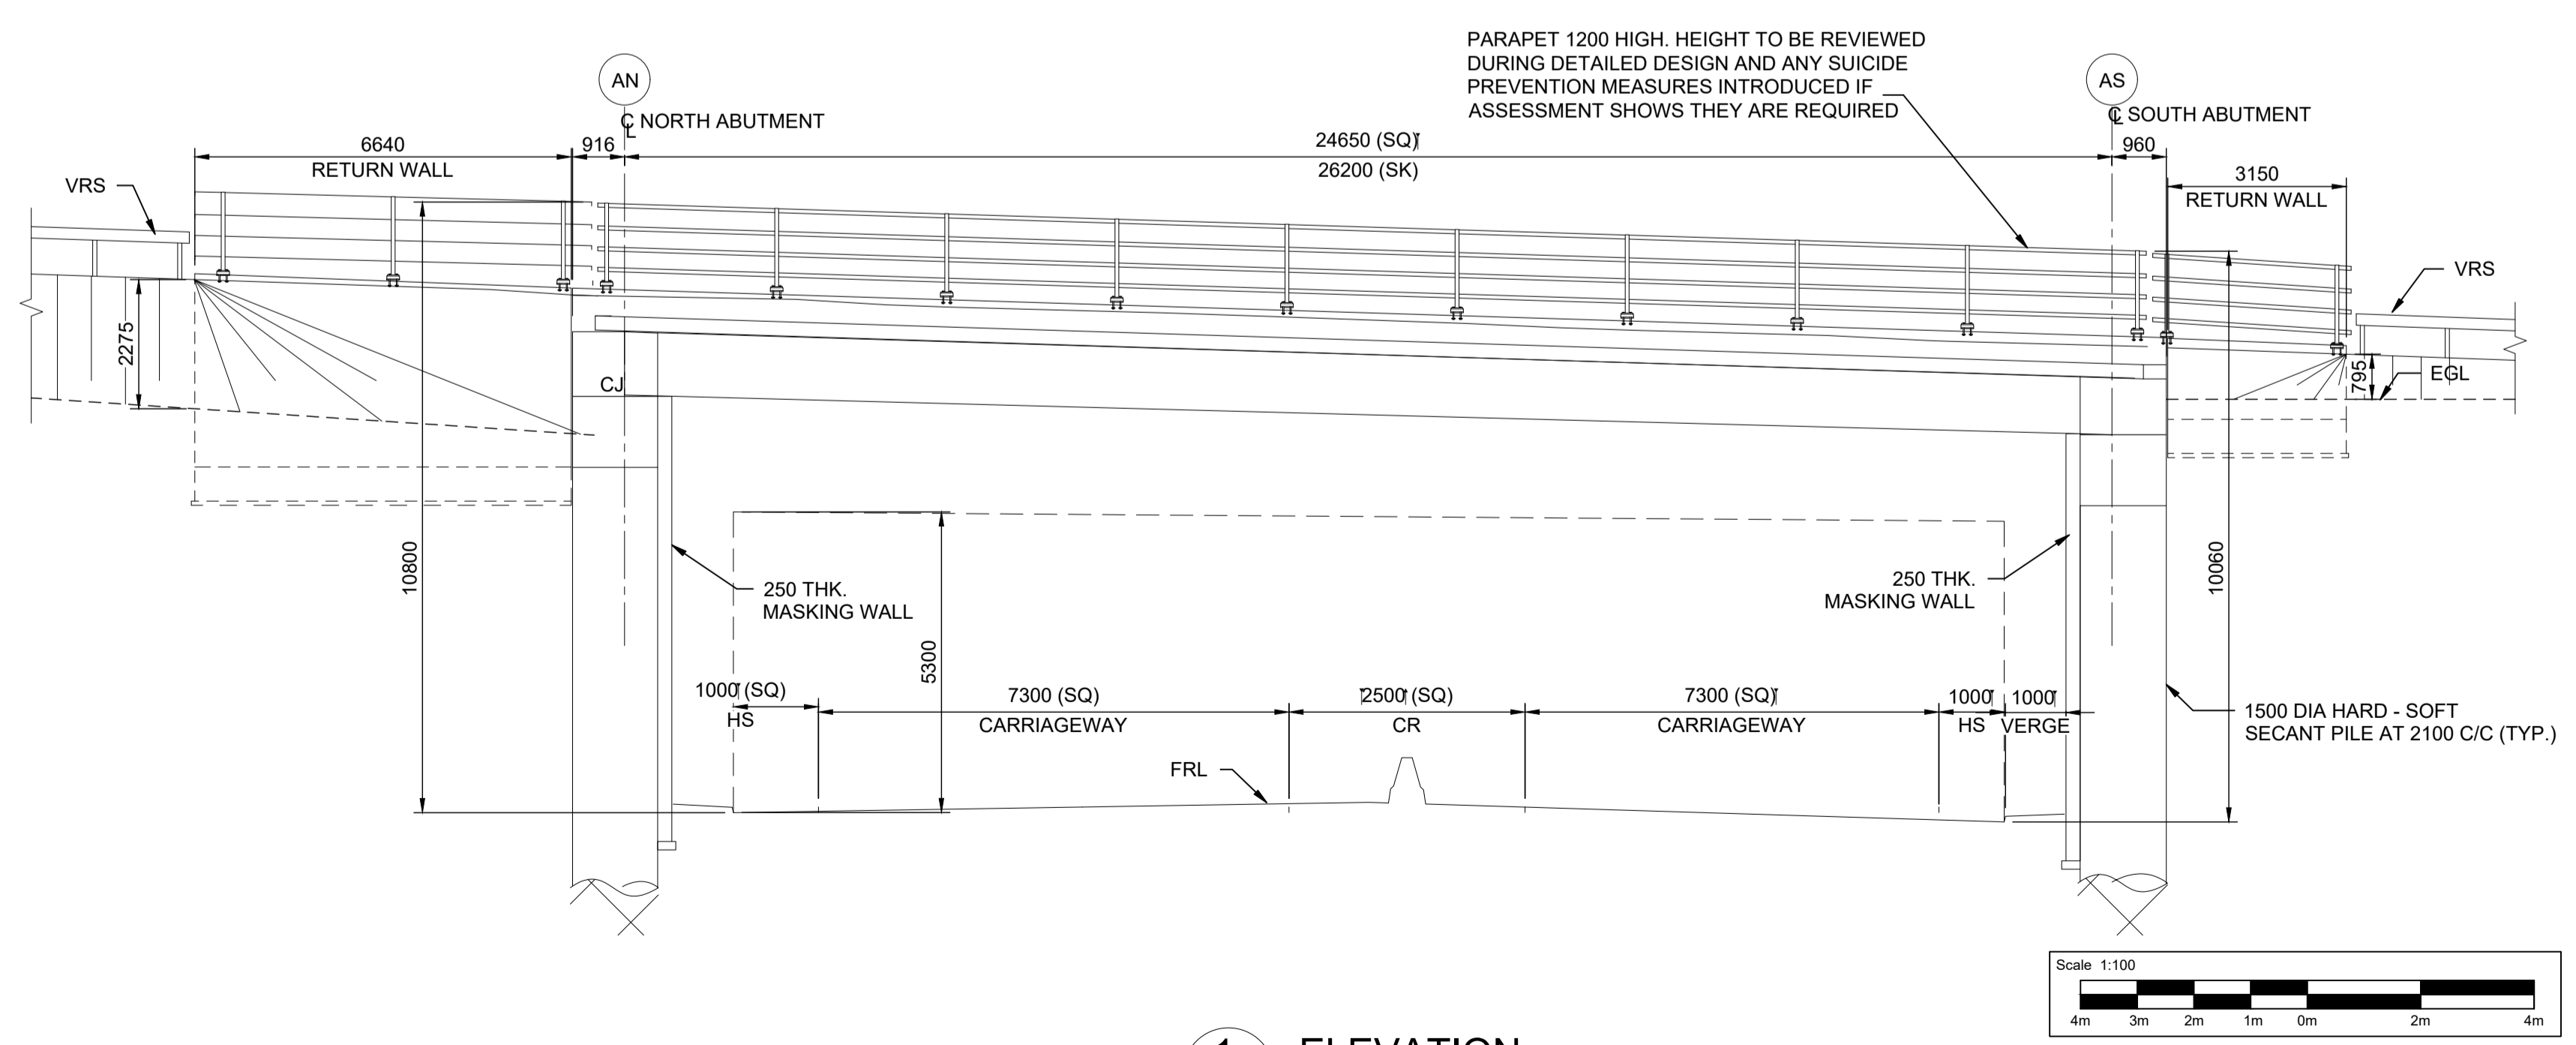 PARAPET 1200 HIGH. HEIGHT TO BE REVIEWED
DURING DETAILED DESIGN AND ANY SUICIDE
PREVENTION MEASURES INTRODUCED IF
ASSESSMENT SHOWS THEY ARE REQUIRED
AN
AS
CL NORTH ABUTMENT
CL SOUTH ABUTMENT
6640
RETURN WALL
916
24650 (SQ)
26200 (SK)
960
3150
RETURN WALL
VRS
VRS
2275
CJ
795
EGL
10800
250 THK.
MASKING WALL
5300
250 THK.
MASKING WALL
10060
1000 (SQ)
HS
7300 (SQ)
CARRIAGEWAY
2500 (SQ)
CR
7300 (SQ)
CARRIAGEWAY
1000
HS
1000
VERGE
FRL
1500 DIA HARD - SOFT
SECANT PILE AT 2100 C/C (TYP.)
Scale 1:100
4m 3m 2m 1m 0m 2m 4m
1 ELEVATION